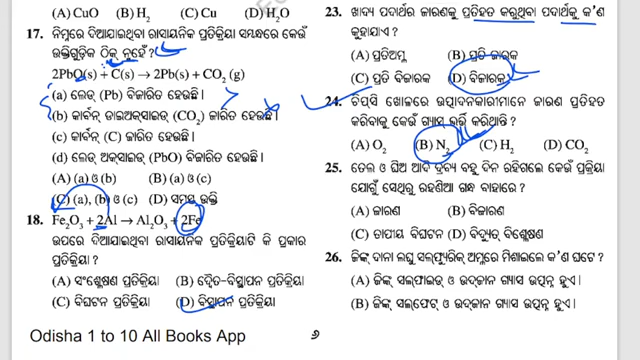 (A) CuO (B) H₂ (C) Cu (D) H₂O
17. ନିମ୍ନରେ ଦିଆଯାଇଥିବା ରାସାୟନିକ ପ୍ରତିକ୍ରିୟା ସମ୍ବନ୍ଧରେ କେଉଁ
ଉକ୍ତିଗୁଡ଼ିକ ଠିକ୍ ନୁହେଁ ?
2PbO(s) + C(s) → 2Pb(s) + CO₂ (g)
(a) ଲେଡ୍ (Pb) ବିଜାରିତ ହେଉଛି ।
(b) କାର୍ବନ୍ ଡାଇଅକ୍ସାଇଡ୍ (CO₂) ଜାରିତ ହେଉଛି ।
(c) କାର୍ବନ୍ (C) ଜାରିତ ହେଉଛି ।
(d) ଲେଡ୍ ଅକ୍ସାଇଡ୍ (PbO) ବିଜାରିତ ହେଉଛି ।
(A) (a) ଓ (b) (B) (a) ଓ (c)
(C) (a), (b) ଓ (c) (D) ସମସ୍ତ ଉକ୍ତି
18. Fe₂O₃ + 2Al → Al₂O₃ + 2Fe
ଉପରେ ଦିଆଯାଇଥିବା ରାସାୟନିକ ପ୍ରତିକ୍ରିୟାଟି କି ପ୍ରକାର
ପ୍ରତିକ୍ରିୟା ?
(A) ସଂଶ୍ଳେଷଣ ପ୍ରତିକ୍ରିୟା (B) ଦ୍ୱୈତ-ବିସ୍ଥାପନ ପ୍ରତିକ୍ରିୟା
(C) ବିଘଟନ ପ୍ରତିକ୍ରିୟା (D) ବିସ୍ଥାପନ ପ୍ରତିକ୍ରିୟା
23. ଖାଦ୍ୟ ପଦାର୍ଥର ଜାରଣକୁ ପ୍ରତିହତ କରୁଥିବା ପଦାର୍ଥକୁ କ'ଣ
କୁହାଯାଏ ?
(A) ପ୍ରତିଅମ୍ଳ (B) ପ୍ରତି ଜାରକ
(C) ପ୍ରତି ବିଜାରକ (D) ବିଜାରକ
24. ଚିପ୍ସ ଖୋଳରେ ଉତ୍ପାଦନକାରୀମାନେ ଜାରଣ ପ୍ରତିହତ
କରିବାକୁ କେଉଁ ଗ୍ୟାସ୍ ଭର୍ତ୍ତି କରିଥାନ୍ତି ?
(A) O₂ (B) N₂ (C) H₂ (D) CO₂
25. ତେଲ ଓ ଘିଅ ଆଦି ଦ୍ରବ୍ୟ ବହୁ ଦିନ ରହିଗଲେ କେଉଁ ପ୍ରକ୍ରିୟା
ଯୋଗୁଁ ସେଥିରୁ ରହଣିଆ ଗନ୍ଧ ବାହାରେ ?
(A) ଜାରଣ (B) ବିଜାରଣ
(C) ତାପୀୟ ବିଘଟନ (D) ବିଦ୍ୟୁତ୍ ବିଶ୍ଳେଷଣ
26. ଜିଙ୍କ୍ ଦାନା ଲଘୁ ସଲ୍‌ଫ୍ୟୁରିକ୍ ଅମ୍ଳରେ ମିଶାଇଲେ କ'ଣ ଘଟେ ?
(A) ଜିଙ୍କ୍ ସଲ୍‌ଫାଇଡ୍ ଓ ଉଦ୍‌ଜାନ ଗ୍ୟାସ ଉତ୍ପନ୍ନ ହୁଏ ।
(B) ଜିଙ୍କ୍ ସଲ୍‌ଫେଟ୍ ଓ ଉଦ୍‌ଜାନ ଗ୍ୟାସ ଉତ୍ପନ୍ନ ହୁଏ ।
Odisha 1 to 10 All Books App
୬